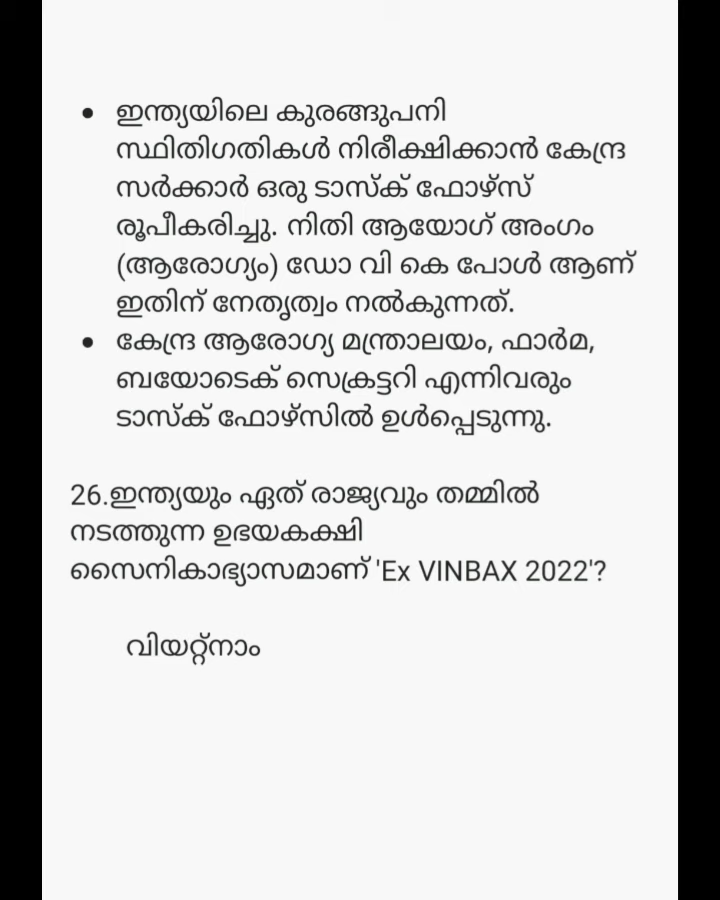 • ഇന്ത്യയിലെ കുരങ്ങുപനി
സ്ഥിതിഗതികൾ നിരീക്ഷിക്കാൻ കേന്ദ്ര
സർക്കാർ ഒരു ടാസ്ക് ഫോഴ്സ്
രൂപീകരിച്ചു. നിതി ആയോഗ് അംഗം
(ആരോഗ്യം) ഡോ വി കെ പോൾ ആണ്
ഇതിന് നേതൃത്വം നൽകുന്നത്.
• കേന്ദ്ര ആരോഗ്യ മന്ത്രാലയം, ഫാർമ,
ബയോടെക് സെക്രട്ടറി എന്നിവരും
ടാസ്ക് ഫോഴ്സിൽ ഉൾപ്പെടുന്നു.
26.ഇന്ത്യയും ഏത് രാജ്യവും തമ്മിൽ
നടത്തുന്ന ഉഭയകക്ഷി
സൈനികാഭ്യാസമാണ് 'Ex VINBAX 2022'?
വിയറ്റ്നാം